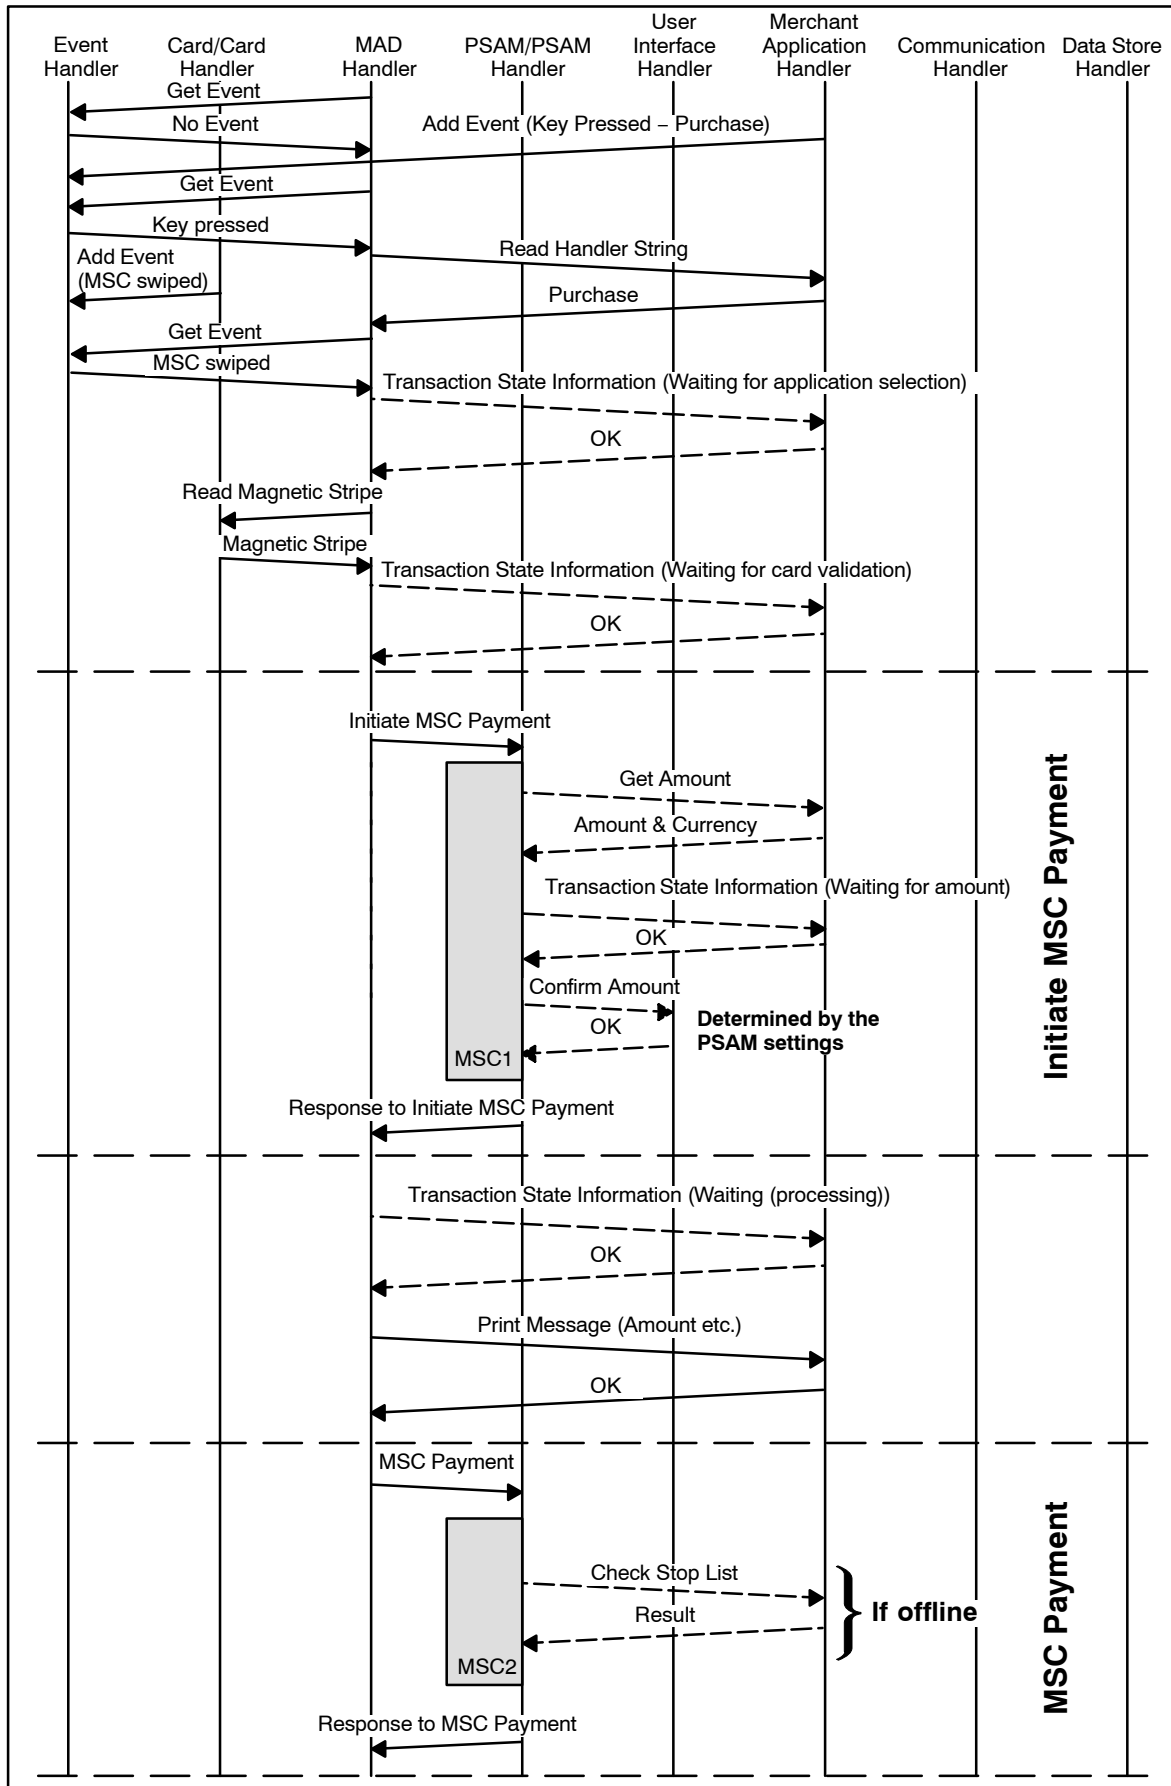 Event Handler
Card/Card Handler
MAD Handler
PSAM/PSAM Handler
User Interface Handler
Merchant Application Handler
Communication Handler
Data Store Handler
Get Event
No Event
Add Event (Key Pressed – Purchase)
Get Event
Key pressed
Read Handler String
Add Event
(MSC swiped)
Purchase
Get Event
MSC swiped
Transaction State Information (Waiting for application selection)
OK
Read Magnetic Stripe
Magnetic Stripe
Transaction State Information (Waiting for card validation)
OK
Initiate MSC Payment
Get Amount
Amount & Currency
Transaction State Information (Waiting for amount)
OK
Confirm Amount
OK
Determined by the
PSAM settings
MSC1
Initiate MSC Payment
Response to Initiate MSC Payment
Transaction State Information (Waiting (processing))
OK
Print Message (Amount etc.)
OK
MSC Payment
Check Stop List
Result
If offline
MSC2
MSC Payment
Response to MSC Payment